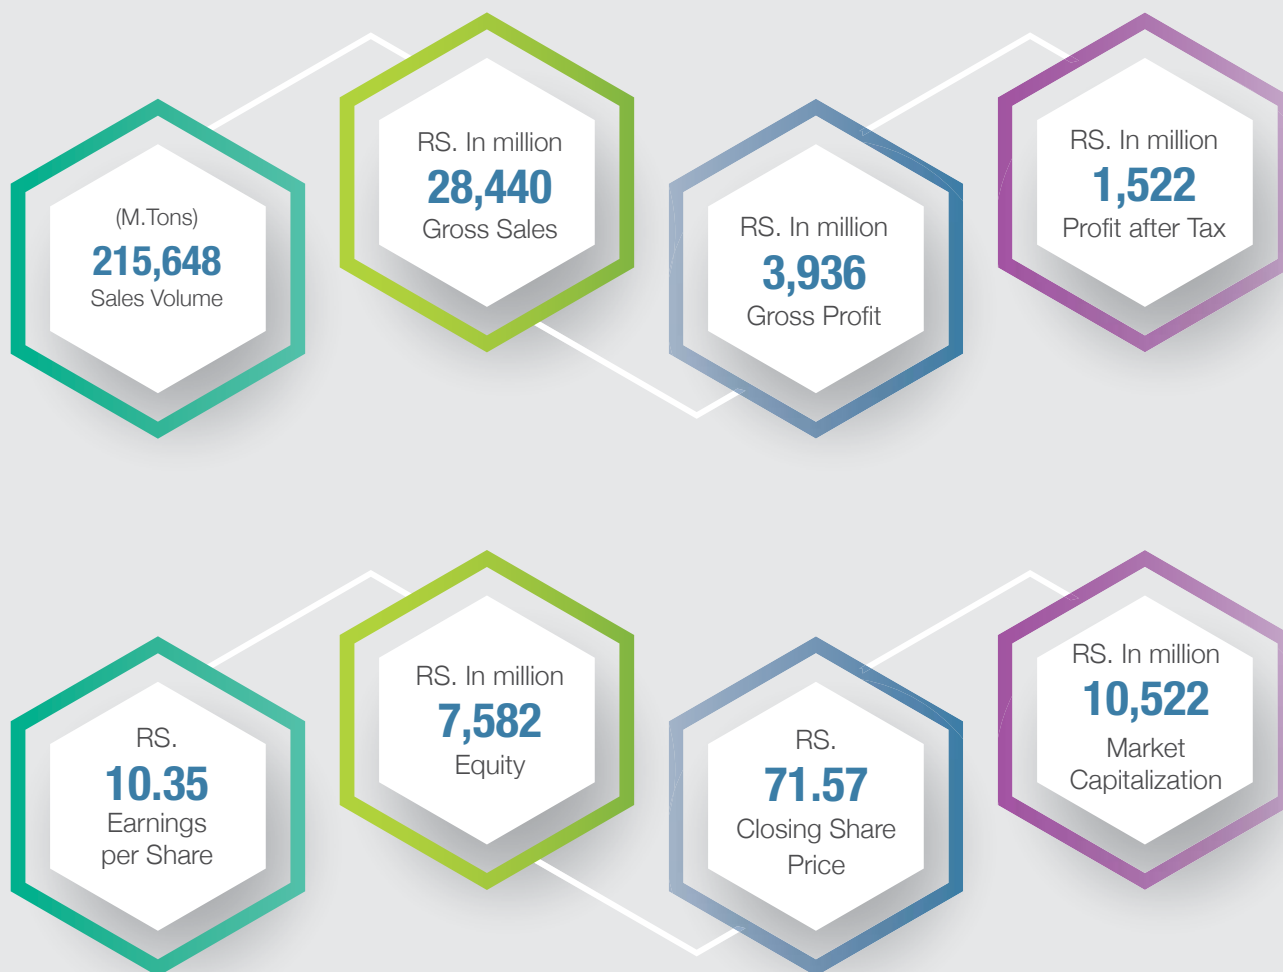 (M.Tons)
215,648
Sales Volume
RS. In million
28,440
Gross Sales
RS. In million
3,936
Gross Profit
RS. In million
1,522
Profit after Tax
RS.
10.35
Earnings
per Share
RS. In million
7,582
Equity
RS.
71.57
Closing Share
Price
RS. In million
10,522
Market
Capitalization